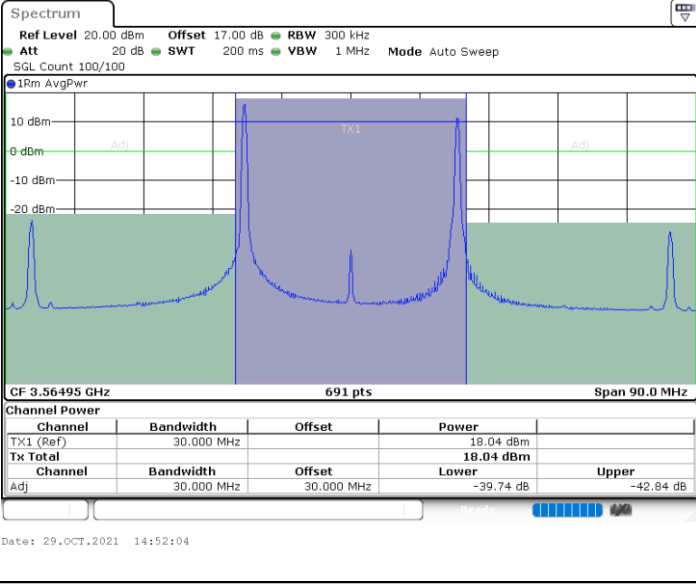 Spectrum
Ref Level 20.00 dBm Offset 17.00 dB RBW 300 kHz
Att 20 dB SWT 200 ms VBW 1 MHz Mode Auto Sweep
SGL Count 100/100
1Rm AvgPwr
10 dBm
TX1
Adj
Adj
0 dBm
-10 dBm
-20 dBm
CF 3.56495 GHz 691 pts Span 90.0 MHz
Channel Power
Channel Bandwidth Offset Power
TX1 (Ref) 30.000 MHz 18.04 dBm
Tx Total 18.04 dBm
Channel Bandwidth Offset Lower Upper
Adj 30.000 MHz 30.000 MHz -39.74 dB -42.84 dB
Ready
Date: 29.OCT.2021 14:52:04